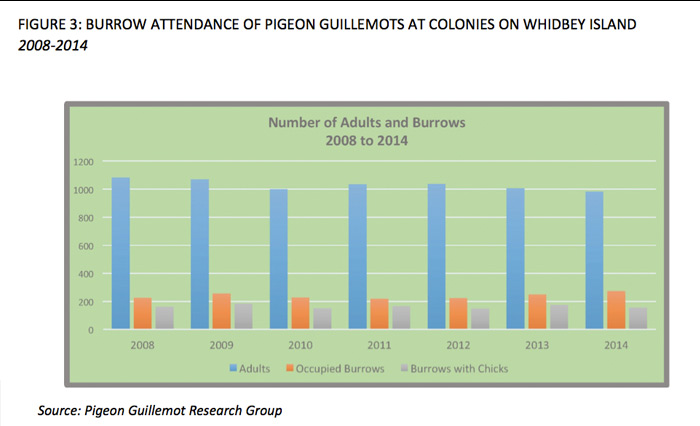 FIGURE 3: BURROW ATTENDANCE OF PIGEON GUILLEMOTS AT COLONIES ON WHIDBEY ISLAND
2008-2014
Number of Adults and Burrows
2008 to 2014
1200
1000
800
600
400
200
0
2008 2009 2010 2011 2012 2013 2014
Adults Occupied Burrows Burrows with Chicks
Source: Pigeon Guillemot Research Group